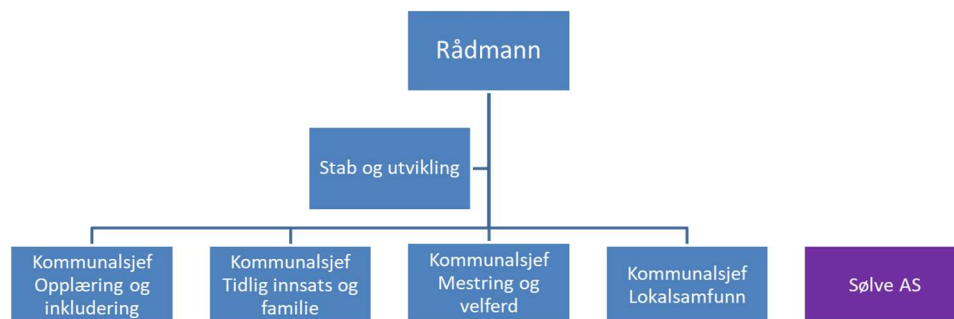 Rådmann
Stab og utvikling
Kommunalsjef
Opplæring og
inkludering
Kommunalsjef
Tidlig innsats og
familie
Kommunalsjef
Mestring og
velferd
Kommunalsjef
Lokalsamfunn
Sølve AS